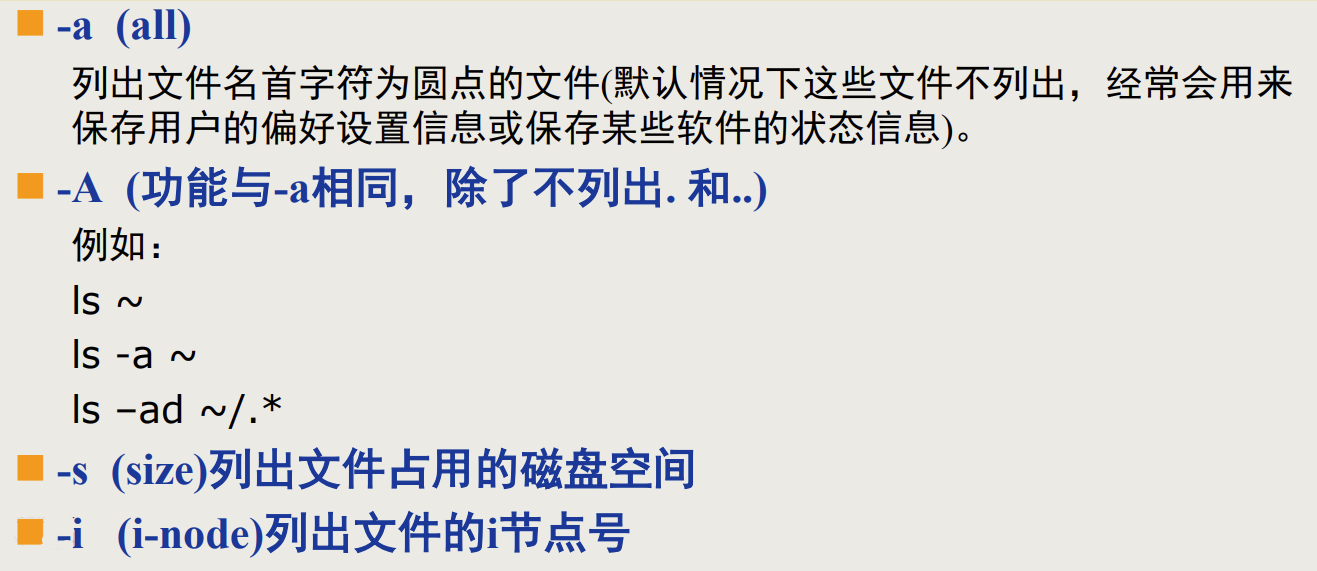 -a (all)
列出文件名首字符为圆点的文件(默认情况下这些文件不列出，经常会用来
保存用户的偏好设置信息或保存某些软件的状态信息)。
-A (功能与-a相同，除了不列出. 和..)
例如：
ls ~
ls -a ~
ls –ad ~/.*
-s (size)列出文件占用的磁盘空间
-i (i-node)列出文件的i节点号